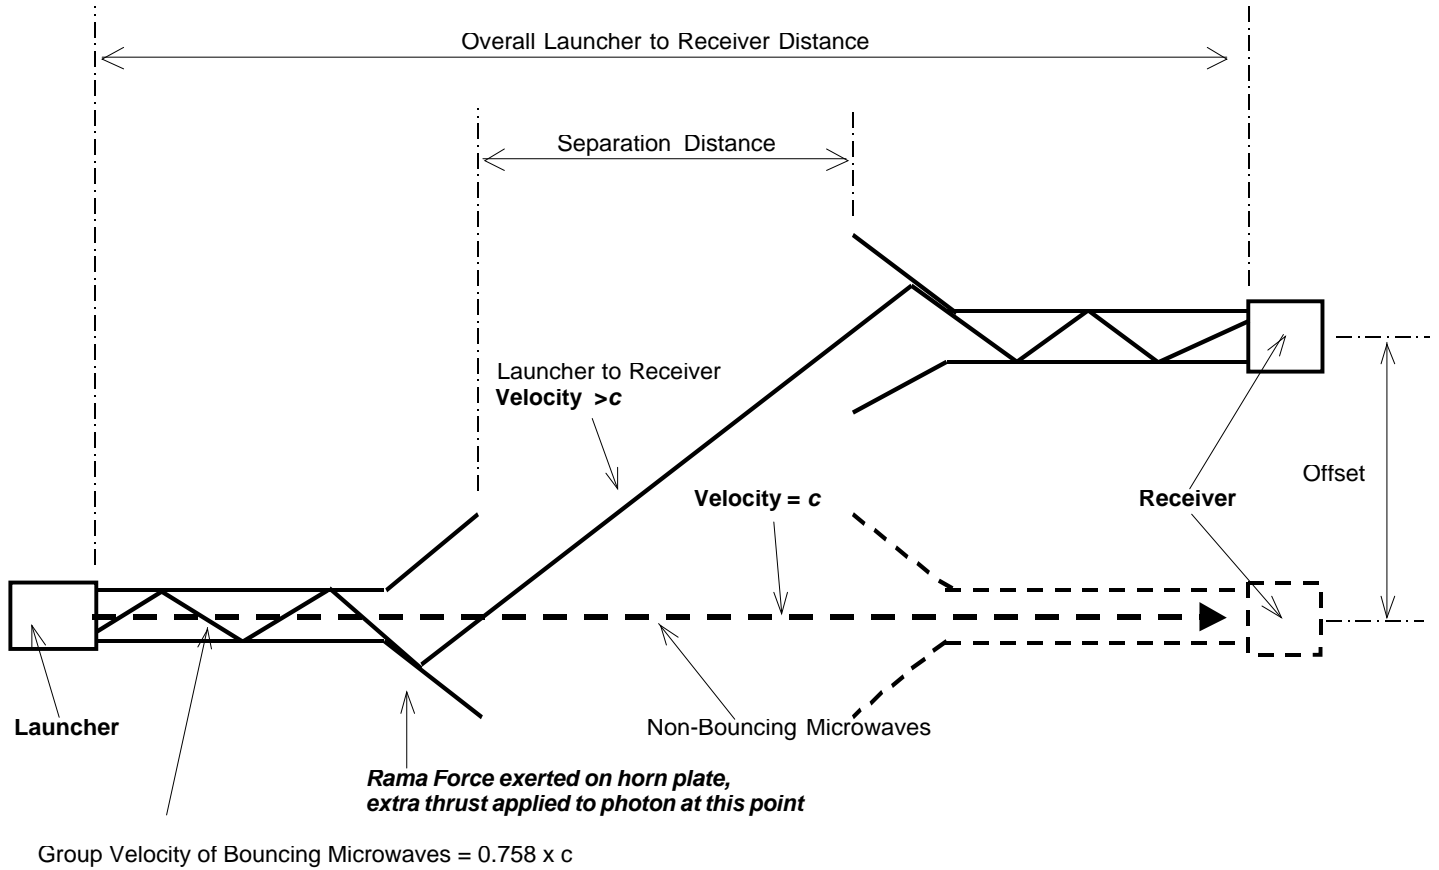 Overall Launcher to Receiver Distance
Separation Distance
Launcher to Receiver
Velocity >c
Velocity = c
Receiver
Offset
Launcher
Non-Bouncing Microwaves
Rama Force exerted on horn plate,
extra thrust applied to photon at this point
Group Velocity of Bouncing Microwaves = 0.758 x c